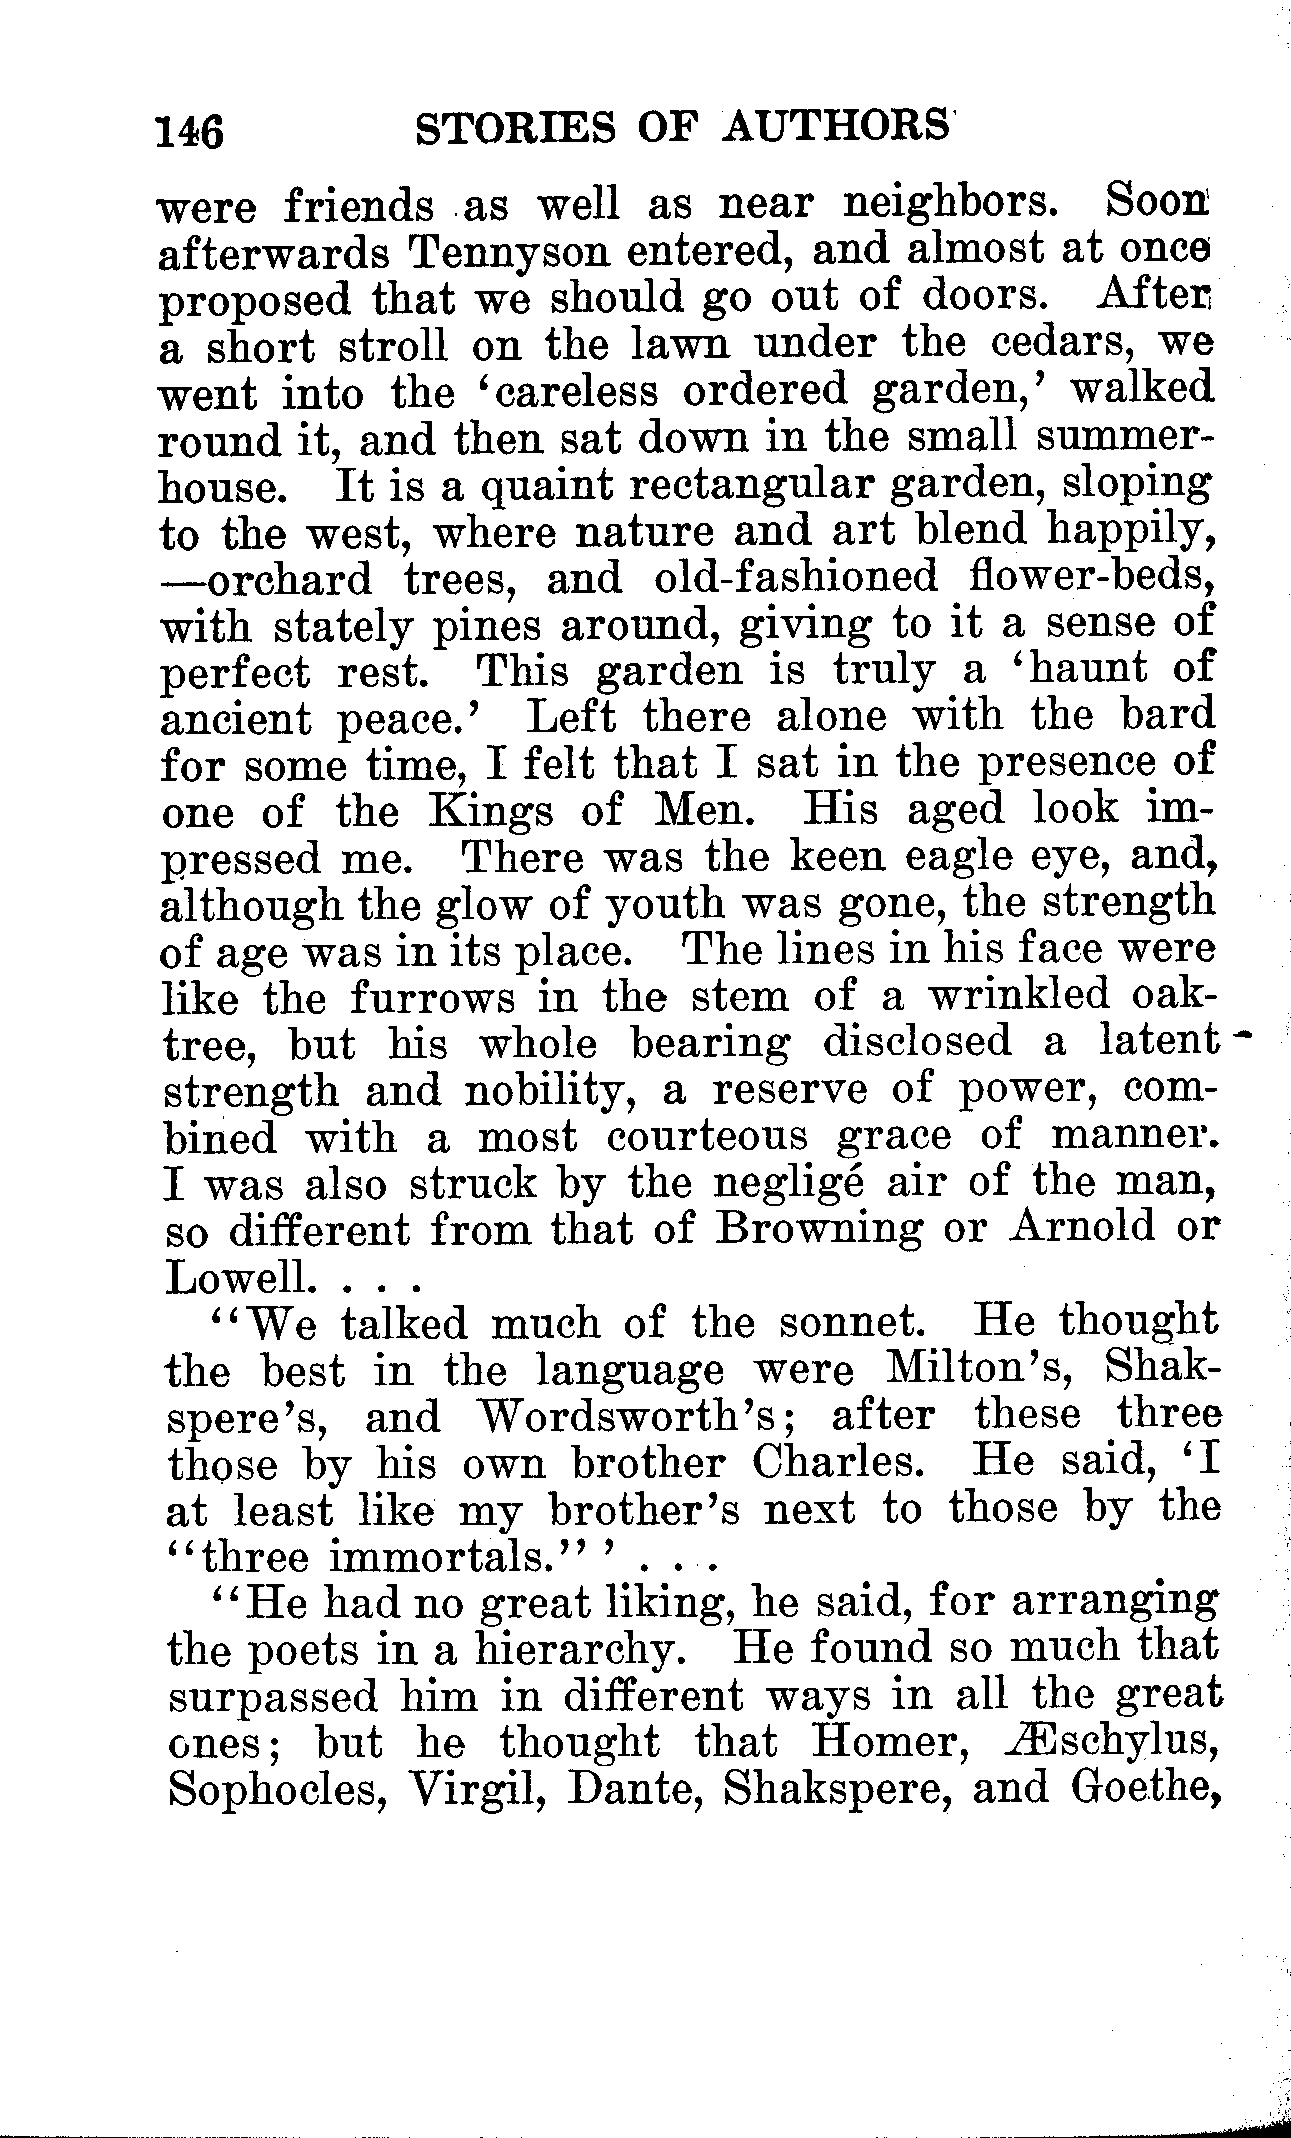 146 STORIES OF AUTHORS
were friends as well as near neighbors. Soon
afterwards Tennyson entered, and almost at once
proposed that we should go out of doors. After
a short stroll on the lawn under the cedars, we
went into the ‘careless ordered garden,’ walked
round it, and then sat down in the small summer-
house. It is a quaint rectangular garden, sloping
to the west, where nature and art blend happily,
—orchard trees, and old-fashioned flower-beds,
with stately pines around, giving to it a sense of
perfect rest. This garden is truly a ‘haunt of
ancient peace.’ Left there alone with the bard
for some time, I felt that I sat in the presence of
one of the Kings of Men. His aged look im-
pressed me. There was the keen eagle eye, and,
although the glow of youth was gone, the strength
of age was in its place. The lines in his face were
like the furrows in the stem of a wrinkled oak-
tree, but his whole bearing disclosed a latent
strength and nobility, a reserve of power, com-
bined with a most courteous grace of manner.
I was also struck by the negligé air of the man,
so different from that of Browning or Arnold or
Lowell. . . .
“We talked much of the sonnet. He thought
the best in the language were Milton’s, Shak-
spere’s, and Wordsworth’s; after these three
those by his own brother Charles. He said, ‘I
at least like my brother’s next to those by the
“three immortals.” ’ . . .
“He had no great liking, he said, for arranging
the poets in a hierarchy. He found so much that
surpassed him in different ways in all the great
ones; but he thought that Homer, Æschylus,
Sophocles, Virgil, Dante, Shakspere, and Goethe,